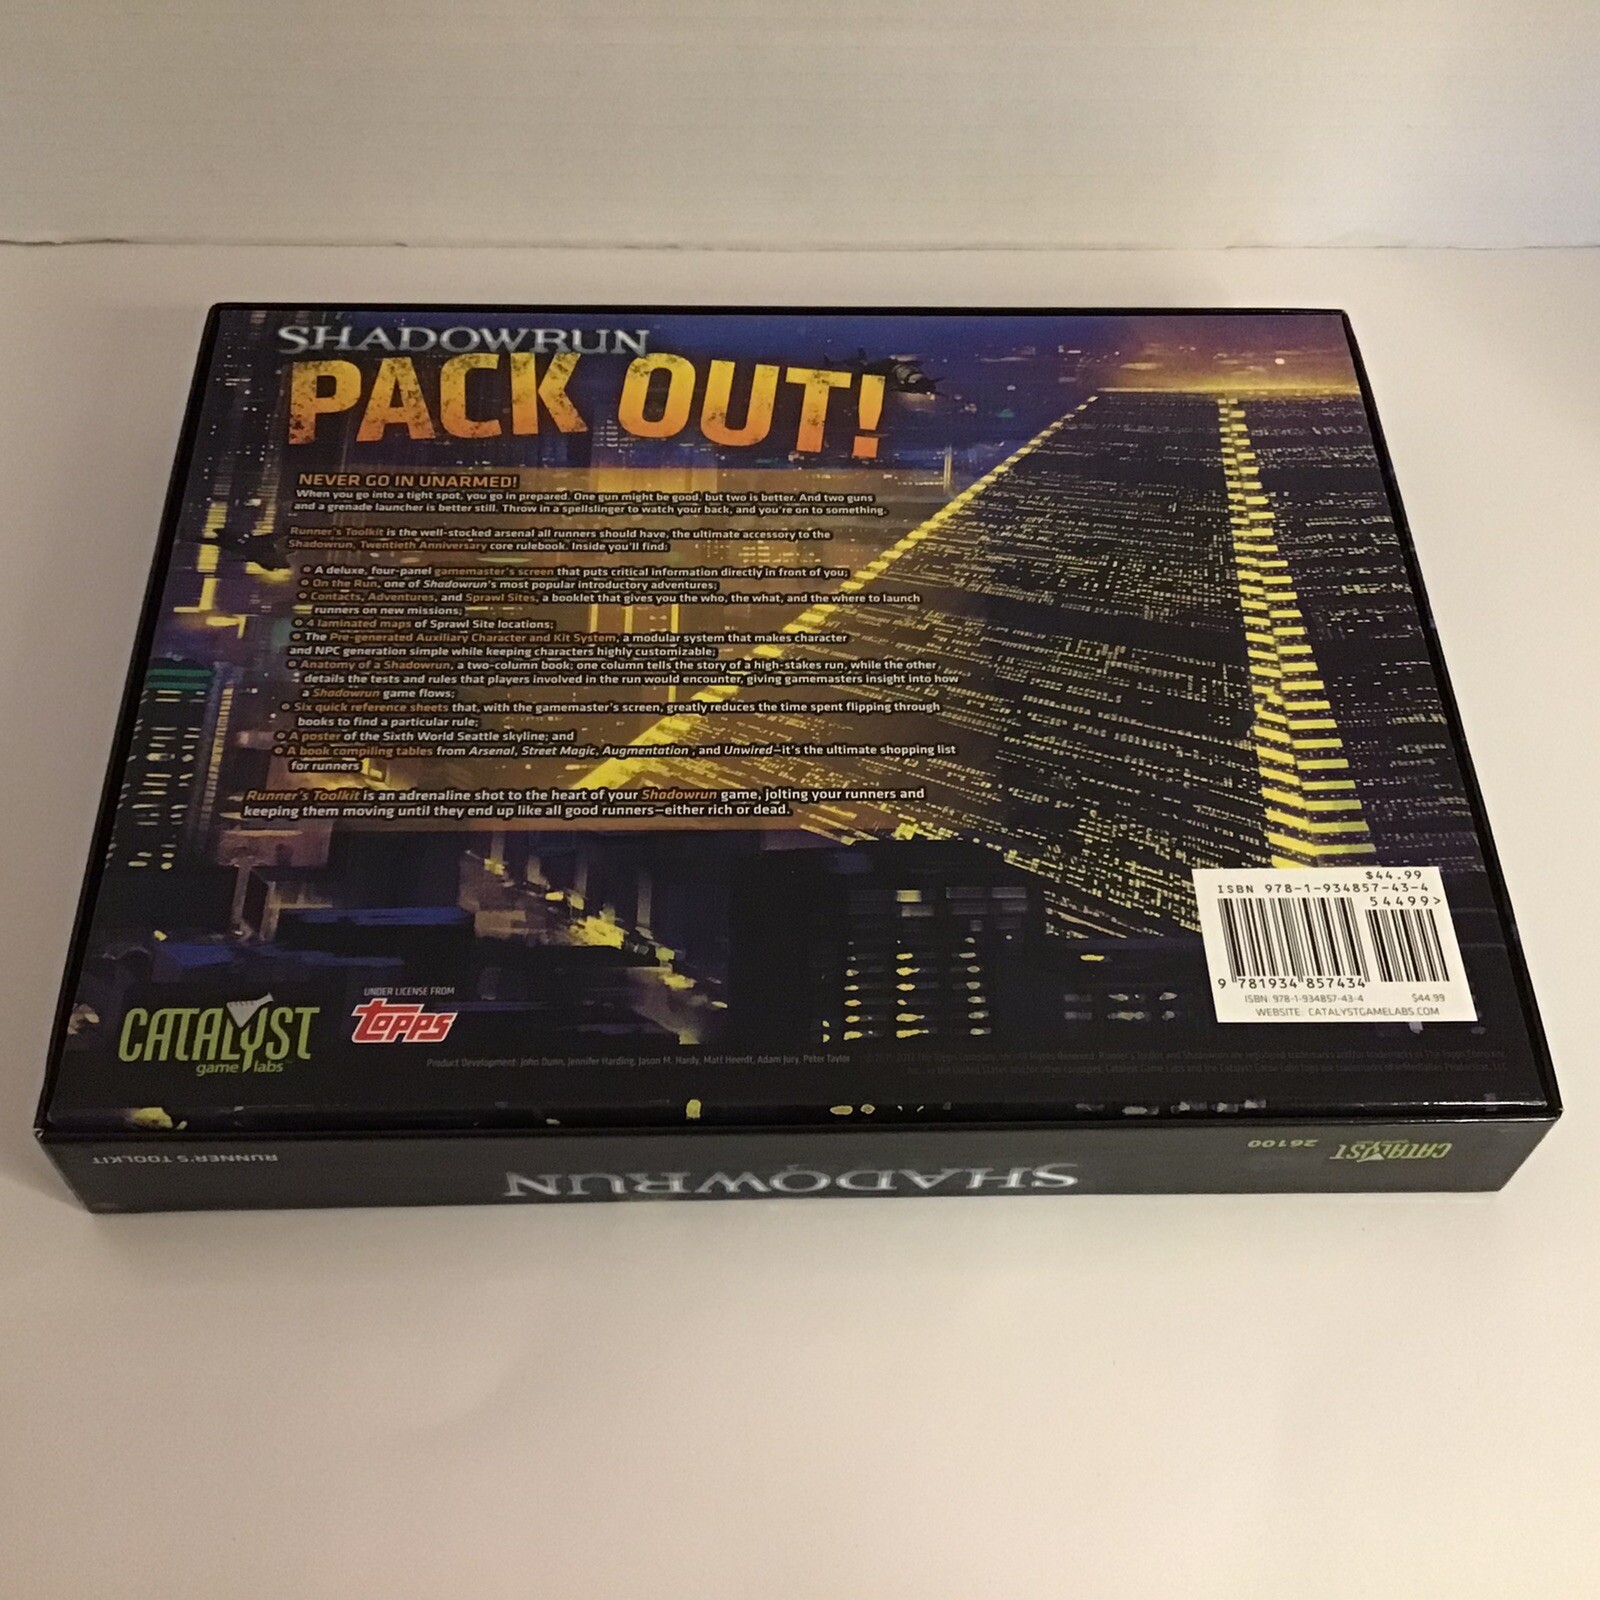 SHADOWRUN
PACK OUT!
NEVER GO IN UNARMED!
When you go into a tight spot, you go in prepared. One gun might be good, but two is better. And two guns
and a grenade launcher is better still. Throw in a spellslinger to watch your back, and you're on to something.
Runner's Toolkit is the well-stocked arsenal all runners should have, the ultimate accessory to the
Shadowrun, Twentieth Anniversary core rulebook. Inside you'll find:
• A deluxe, four-panel gamemaster's screen that puts critical information directly in front of you;
• On the Run, one of Shadowrun's most popular introductory adventures;
• Contacts, Adventures, and Sprawl Sites, a booklet that gives you the who, the what, and the where to launch
runners on new missions;
• 4 laminated maps of Sprawl Site locations;
• The Pre-generated Auxiliary Character and Kit System, a modular system that makes character
and NPC generation simple while keeping characters highly customizable;
• Anatomy of a Shadowrun, a two-column book; one column tells the story of a high-stakes run, while the other
details the tests and rules that players involved in the run would encounter, giving gamemasters insight into how
a Shadowrun game flows;
• Six quick reference sheets that, with the gamemaster's screen, greatly reduces the time spent flipping through
books to find a particular rule;
• A poster of the Sixth World Seattle skyline; and
• A book compiling tables from Arsenal, Street Magic, Augmentation, and Unwired—it's the ultimate shopping list
for runners
Runner's Toolkit is an adrenaline shot to the heart of your Shadowrun game, jolting your runners and
keeping them moving until they end up like all good runners—either rich or dead.
$44.99
ISBN 978-1-934857-43-4
54499>
9 781934 857434
ISBN: 978-1-934857-43-4 $44.99
WEBSITE: CATALYSTGAMELABS.COM
CATALYST
game labs™
UNDER LICENSE FROM
topps
Product Development: John Dunn, Jennifer Harding, Jason M. Hardy, Matt Heerdt, Adam Jury, Peter Taylor
RUNNER'S TOOLKIT
SHADOWRUN
26100
CATALYST